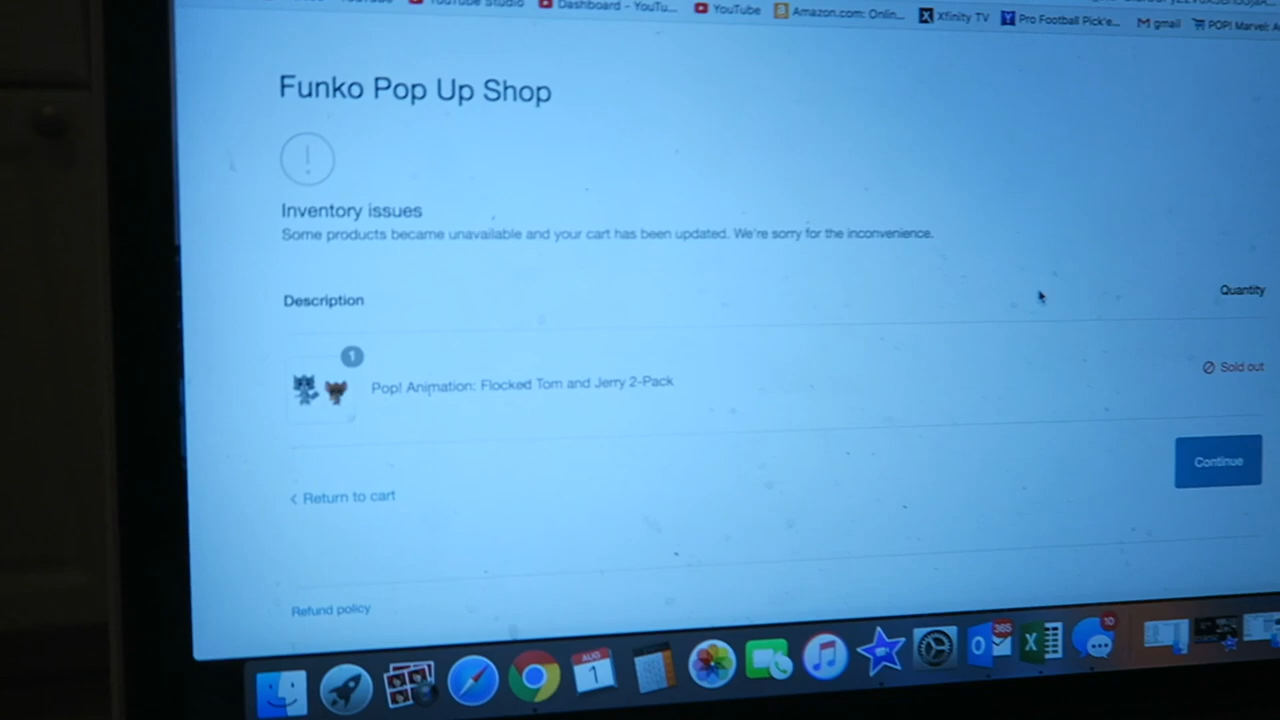 YouTube Studio Dashboard - YouTu... YouTube Amazon.com: Onlin... Xfinity TV Pro Football Pick'e... gmail POP! Marvel:
Funko Pop Up Shop
!
Inventory issues
Some products became unavailable and your cart has been updated. We're sorry for the inconvenience.
Description Quantity
1
Pop! Animation: Flocked Tom and Jerry 2-Pack Sold out
Continue
< Return to cart
Refund policy
AUG
1
365
10